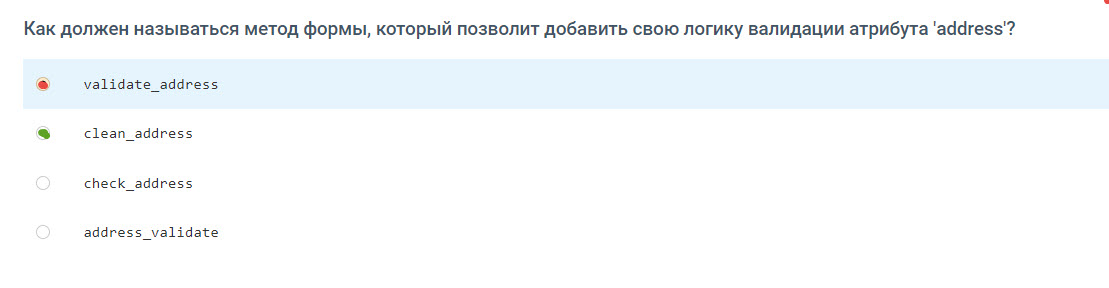 Как должен называться метод формы, который позволит добавить свою логику валидации атрибута 'address'?
validate_address
clean_address
check_address
address_validate